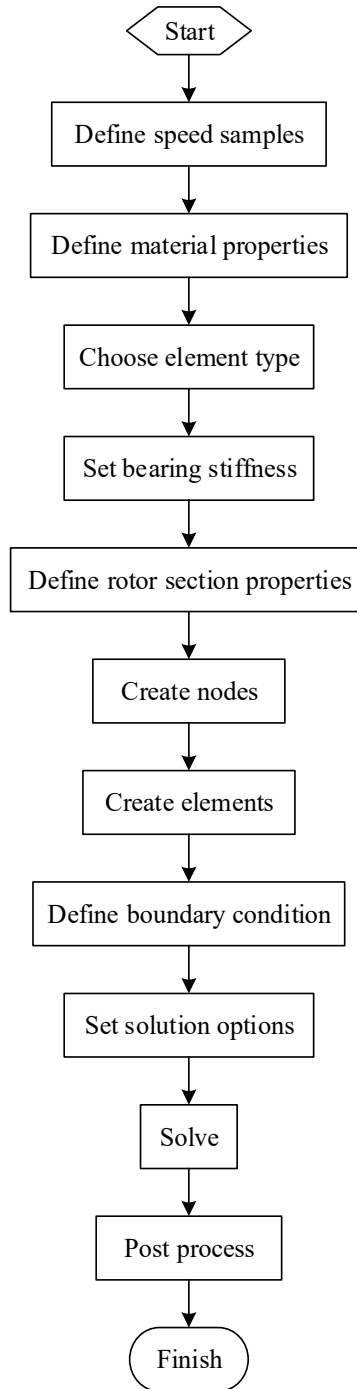 Start
Define speed samples
Define material properties
Choose element type
Set bearing stiffness
Define rotor section properties
Create nodes
Create elements
Define boundary condition
Set solution options
Solve
Post process
Finish